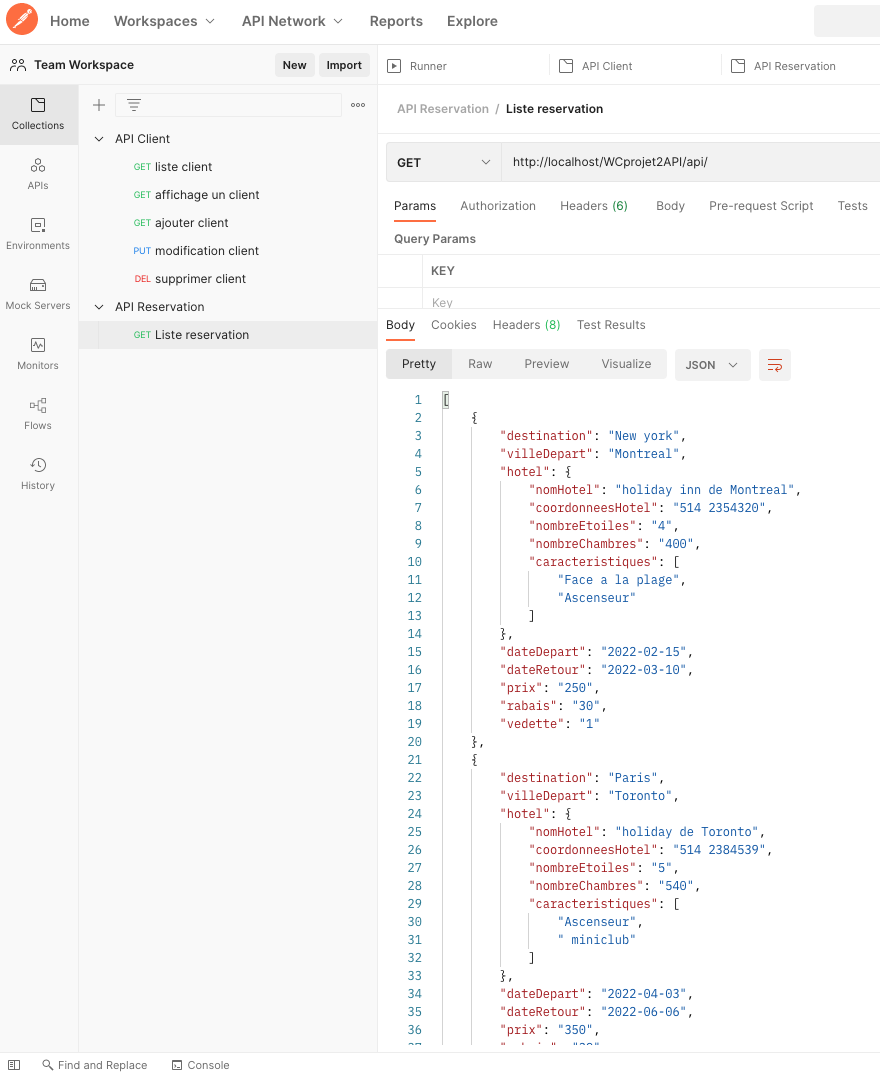 Home Workspaces API Network Reports Explore
Team Workspace New Import
Runner API Client API Reservation
Collections
APIs
Environments
Mock Servers
Monitors
Flows
History
API Client
GET liste client
GET affichage un client
GET ajouter client
PUT modification client
DEL supprimer client
API Reservation
GET Liste reservation
API Reservation / Liste reservation
GET http://localhost/WCprojet2API/api/
Params Authorization Headers (6) Body Pre-request Script Tests
Query Params
KEY
Key
Body Cookies Headers (8) Test Results
Pretty Raw Preview Visualize JSON
1 [
2 {
3 "destination": "New york",
4 "villeDepart": "Montreal",
5 "hotel": {
6 "nomHotel": "holiday inn de Montreal",
7 "coordonneesHotel": "514 2354320",
8 "nombreEtoiles": "4",
9 "nombreChambres": "400",
10 "caracteristiques": [
11 "Face a la plage",
12 "Ascenseur"
13 ]
14 },
15 "dateDepart": "2022-02-15",
16 "dateRetour": "2022-03-10",
17 "prix": "250",
18 "rabais": "30",
19 "vedette": "1"
20 },
21 {
22 "destination": "Paris",
23 "villeDepart": "Toronto",
24 "hotel": {
25 "nomHotel": "holiday de Toronto",
26 "coordonneesHotel": "514 2384539",
27 "nombreEtoiles": "5",
28 "nombreChambres": "540",
29 "caracteristiques": [
30 "Ascenseur",
31 " miniclub"
32 ]
33 },
34 "dateDepart": "2022-04-03",
35 "dateRetour": "2022-06-06",
36 "prix": "350",
Find and Replace Console